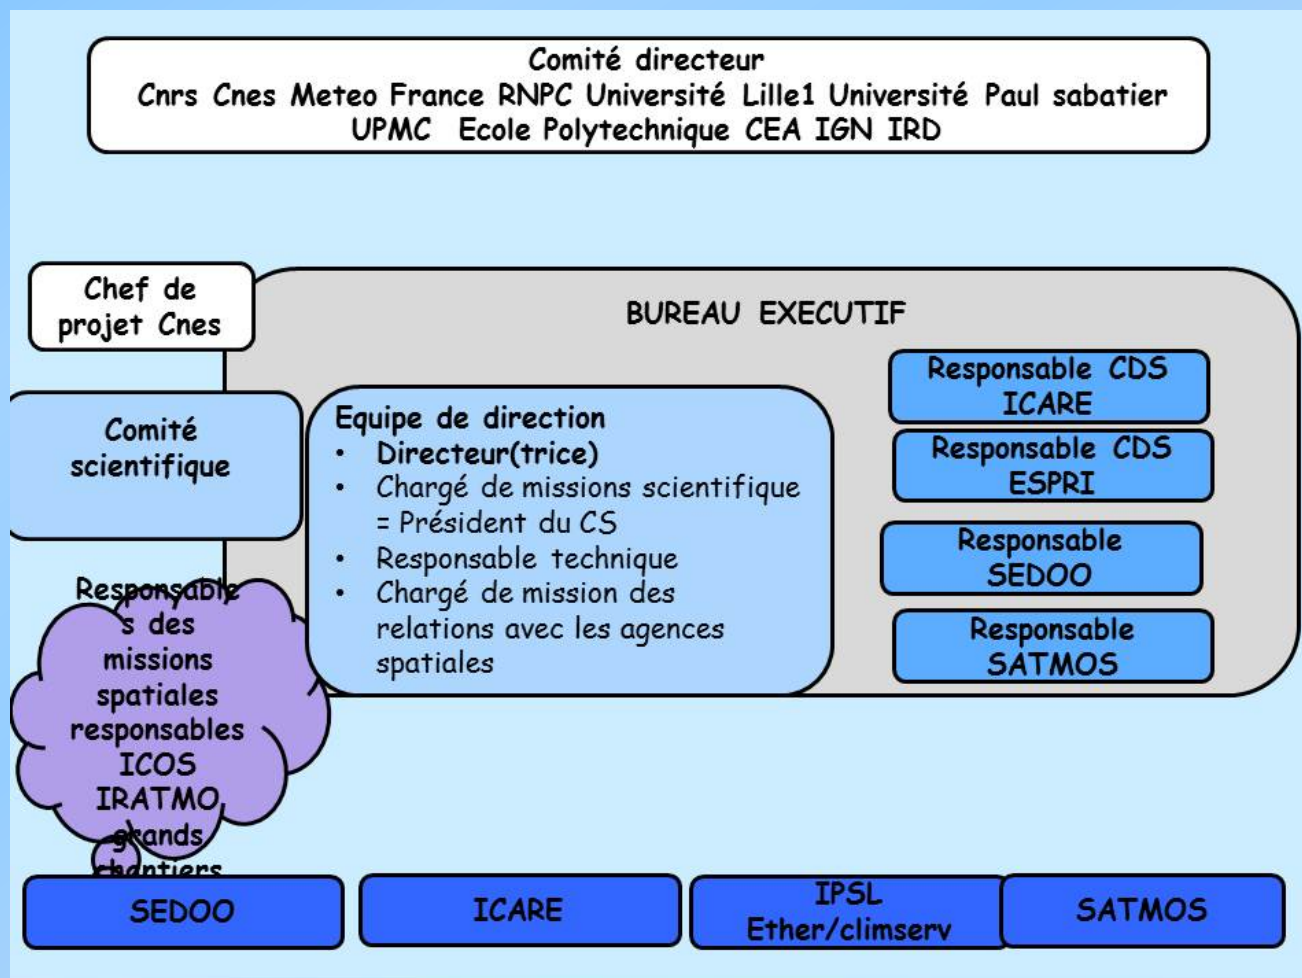 Comité directeur
Cnrs Cnes Meteo France RNPC Université Lille1 Université Paul sabatier
UPMC Ecole Polytechnique CEA IGN IRD
Chef de
projet Cnes
BUREAU EXECUTIF
Comité
scientifique
Equipe de direction
• Directeur(trice)
• Chargé de missions scientifique
= Président du CS
• Responsable technique
• Chargé de mission des
relations avec les agences
spatiales
Responsable CDS
ICARE
Responsable CDS
ESPRI
Responsable
SEDOO
Responsable
SATMOS
Responsable
s des
missions
spatiales
responsables
ICOS
IRATMO
grands
chantiers
SEDOO
ICARE
IPSL
Ether/climserv
SATMOS